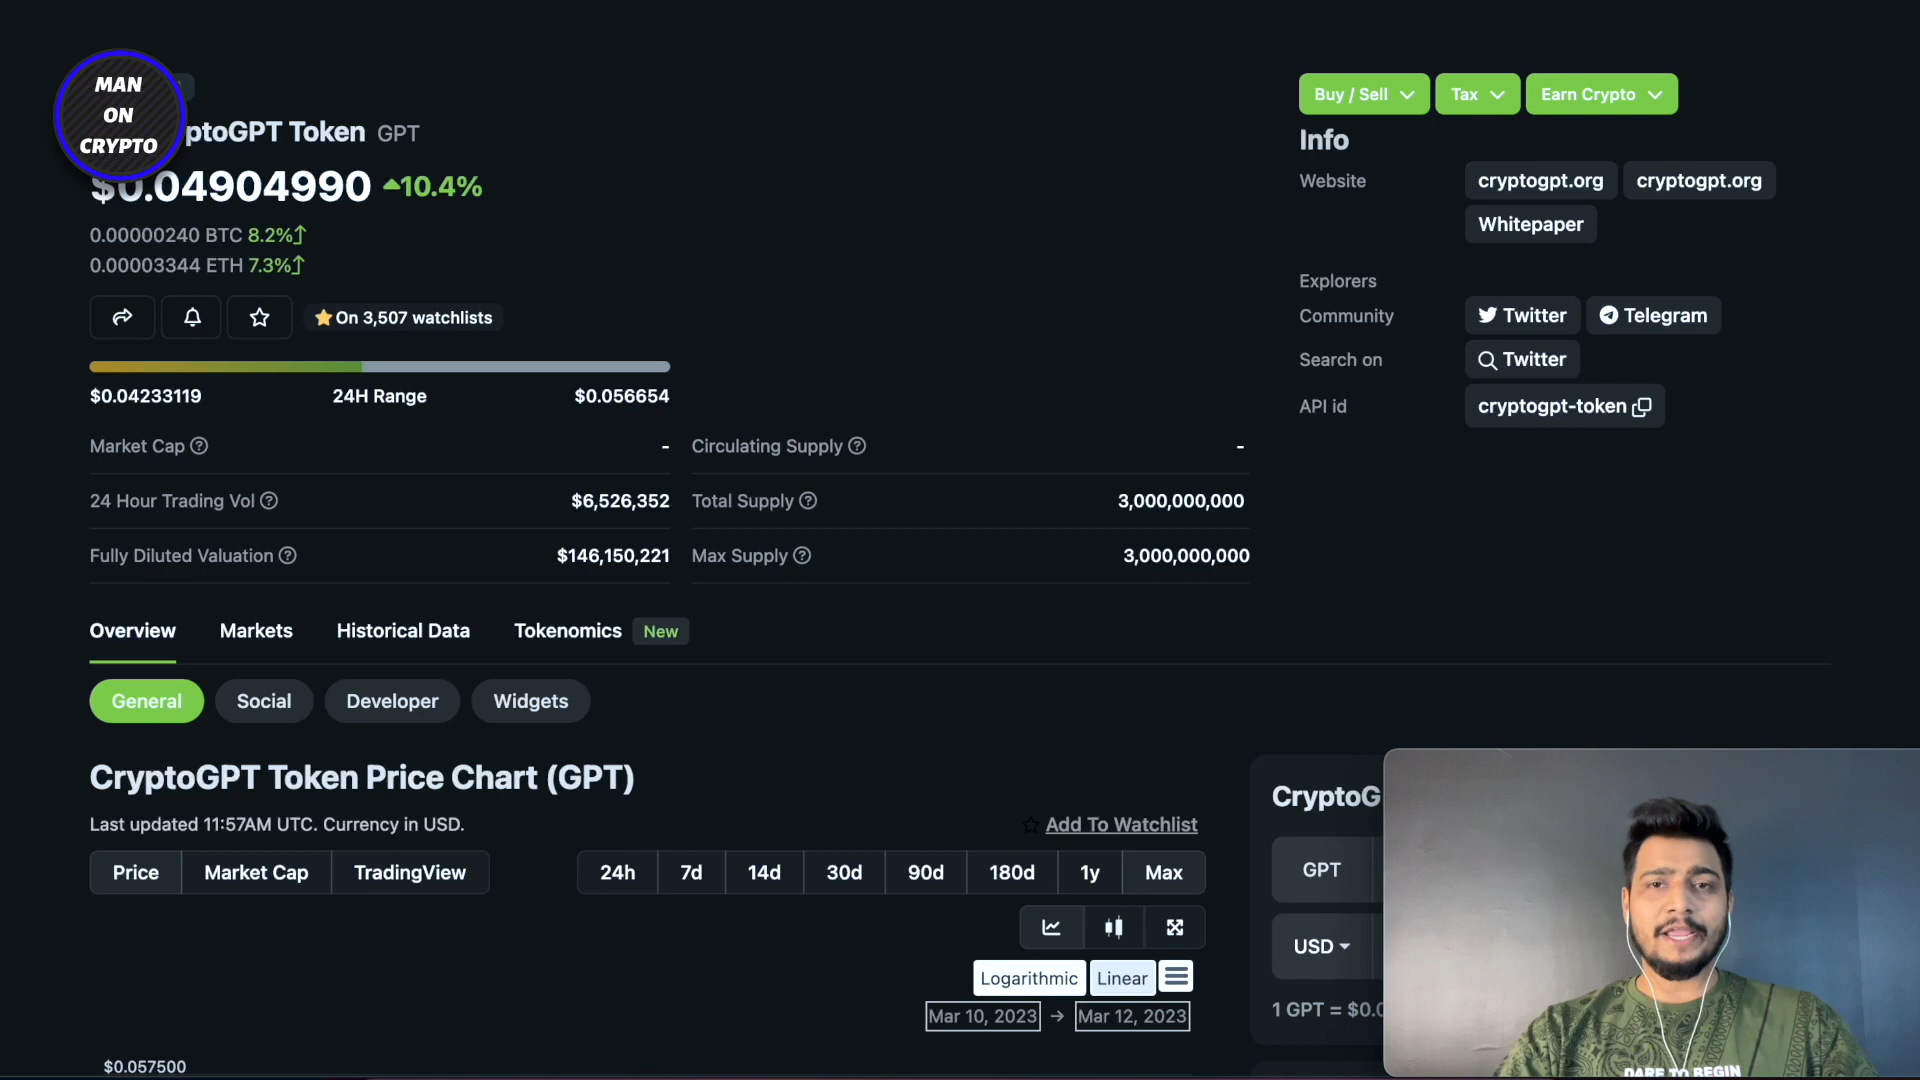 MAN
ON
CRYPTO
ptoGPT Token GPT
$0.04904990 10.4%
0.00000240 BTC 8.2%
0.00003344 ETH 7.3%
On 3,507 watchlists
$0.04233119 24H Range $0.056654
Market Cap -
Circulating Supply -
24 Hour Trading Vol $6,526,352
Total Supply 3,000,000,000
Fully Diluted Valuation $146,150,221
Max Supply 3,000,000,000
Buy / Sell Tax Earn Crypto
Info
Website cryptogpt.org cryptogpt.org
Whitepaper
Explorers
Community Twitter Telegram
Search on Twitter
API id cryptogpt-token
Overview Markets Historical Data Tokenomics New
General Social Developer Widgets
CryptoGPT Token Price Chart (GPT)
Last updated 11:57AM UTC. Currency in USD.
Add To Watchlist
Price Market Cap TradingView
24h 7d 14d 30d 90d 180d 1y Max
Logarithmic Linear
Mar 10, 2023 → Mar 12, 2023
$0.057500
CryptoG
GPT
USD
1 GPT = $0.0
DARE TO BEGIN